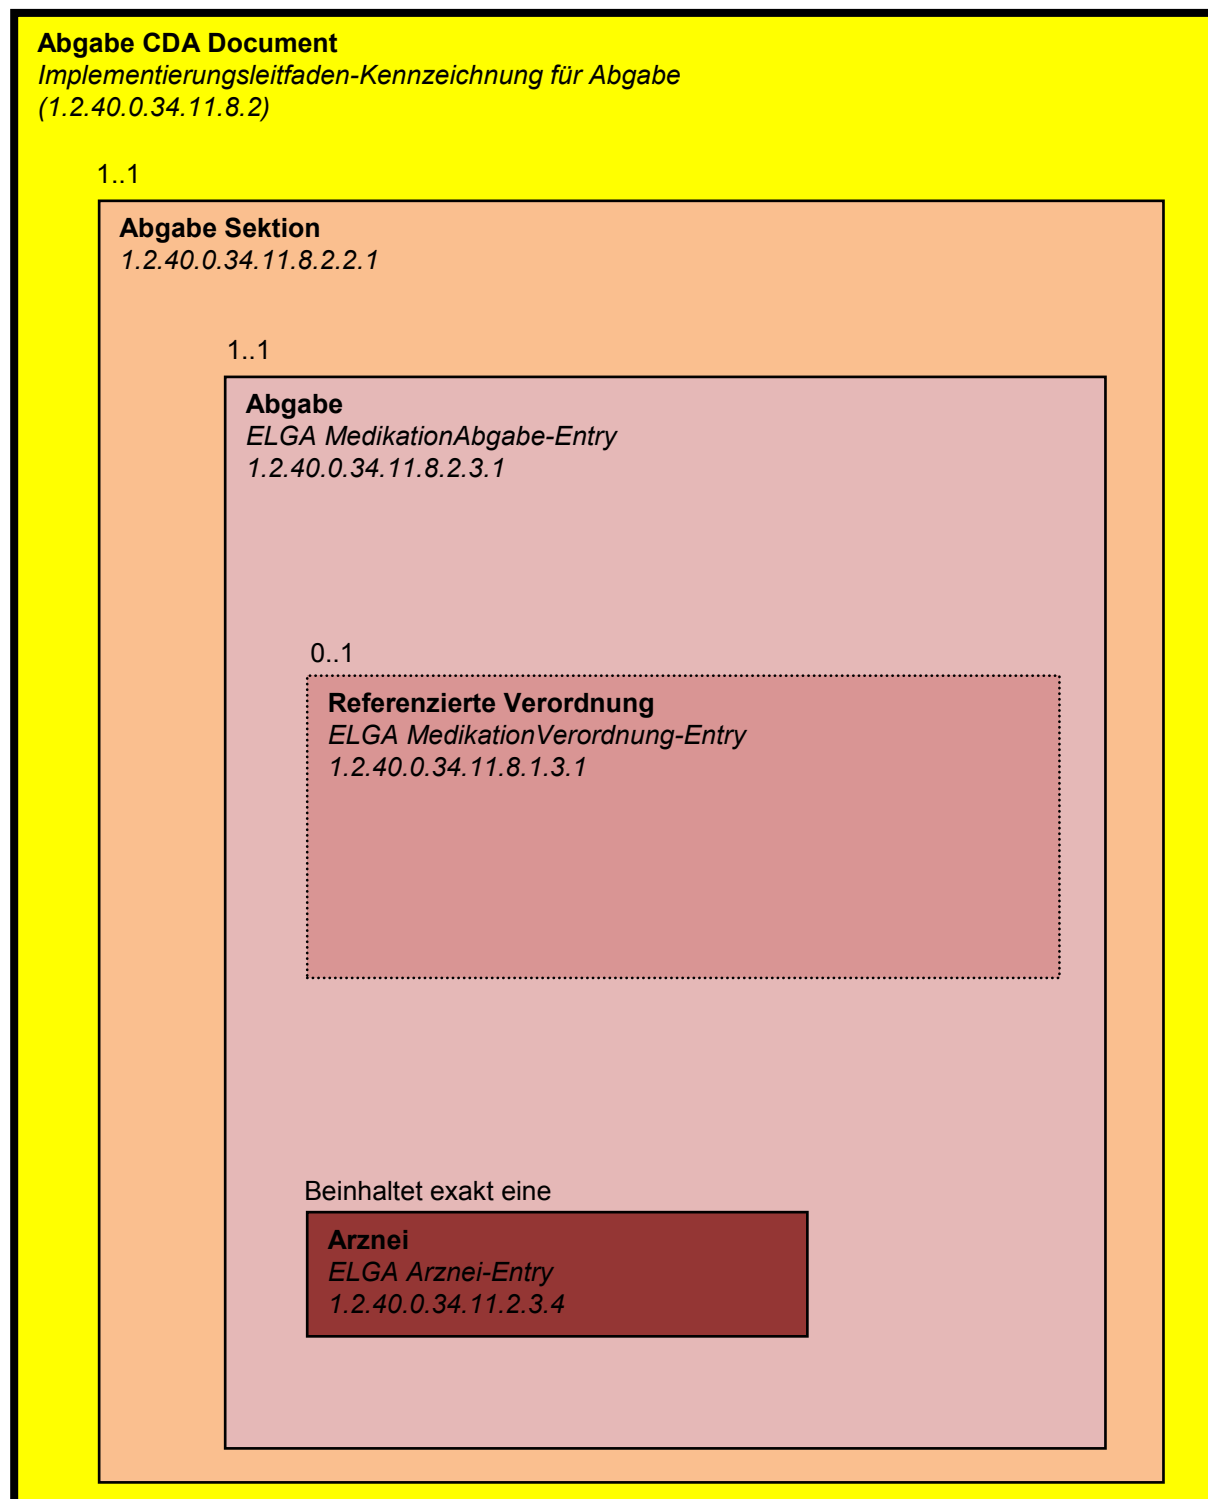 Abgabe CDA Document
Implementierungsleitfaden-Kennzeichnung für Abgabe
(1.2.40.0.34.11.8.2)
1..1
Abgabe Sektion
1.2.40.0.34.11.8.2.2.1
1..1
Abgabe
ELGA MedikationAbgabe-Entry
1.2.40.0.34.11.8.2.3.1
0..1
Referenzierte Verordnung
ELGA MedikationVerordnung-Entry
1.2.40.0.34.11.8.1.3.1
Beinhaltet exakt eine
Arznei
ELGA Arznei-Entry
1.2.40.0.34.11.2.3.4